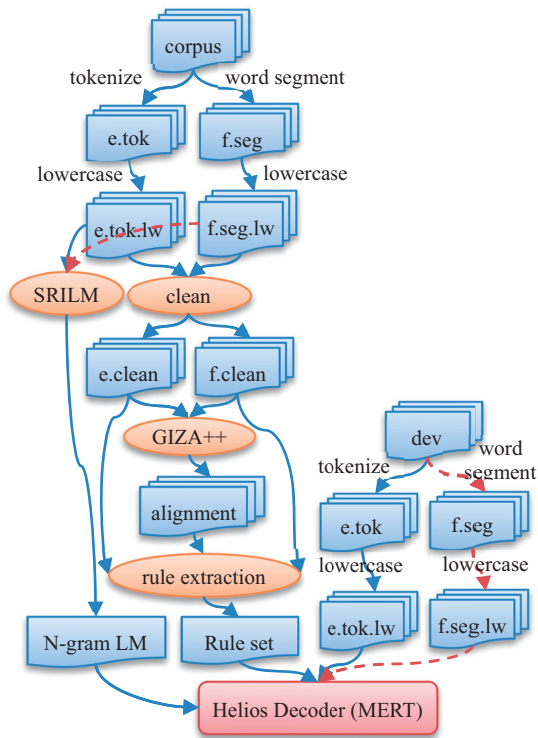 corpus
tokenize
word segment
e.tok
f.seg
lowercase
lowercase
e.tok.lw
f.seg.lw
SRILM
clean
e.clean
f.clean
GIZA++
alignment
rule extraction
N-gram LM
Rule set
dev
tokenize
word
segment
e.tok
f.seg
lowercase
lowercase
e.tok.lw
f.seg.lw
Helios Decoder (MERT)